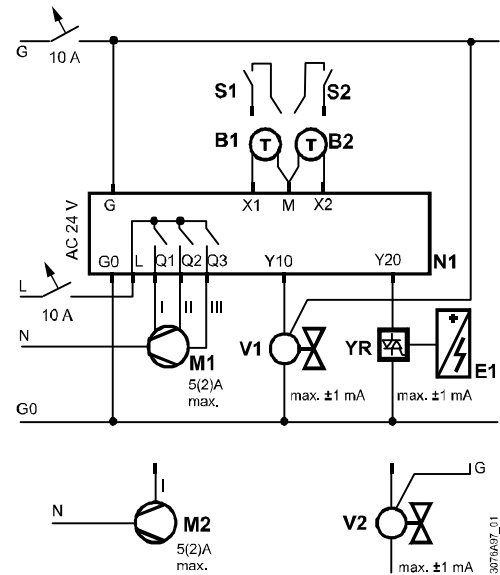 G
10 A
S1
S2
B1
T
T
B2
AC 24 V
G
X1
M
X2
G0
L
Q1
Q2
Q3
Y10
Y20
N1
L
10 A
I
II
III
N
M1
5(2)A
max.
V1
YR
E1
max. ±1 mA
max. ±1 mA
G0
I
G
N
M2
5(2)A
max.
V2
max. ±1 mA
3076A97_01